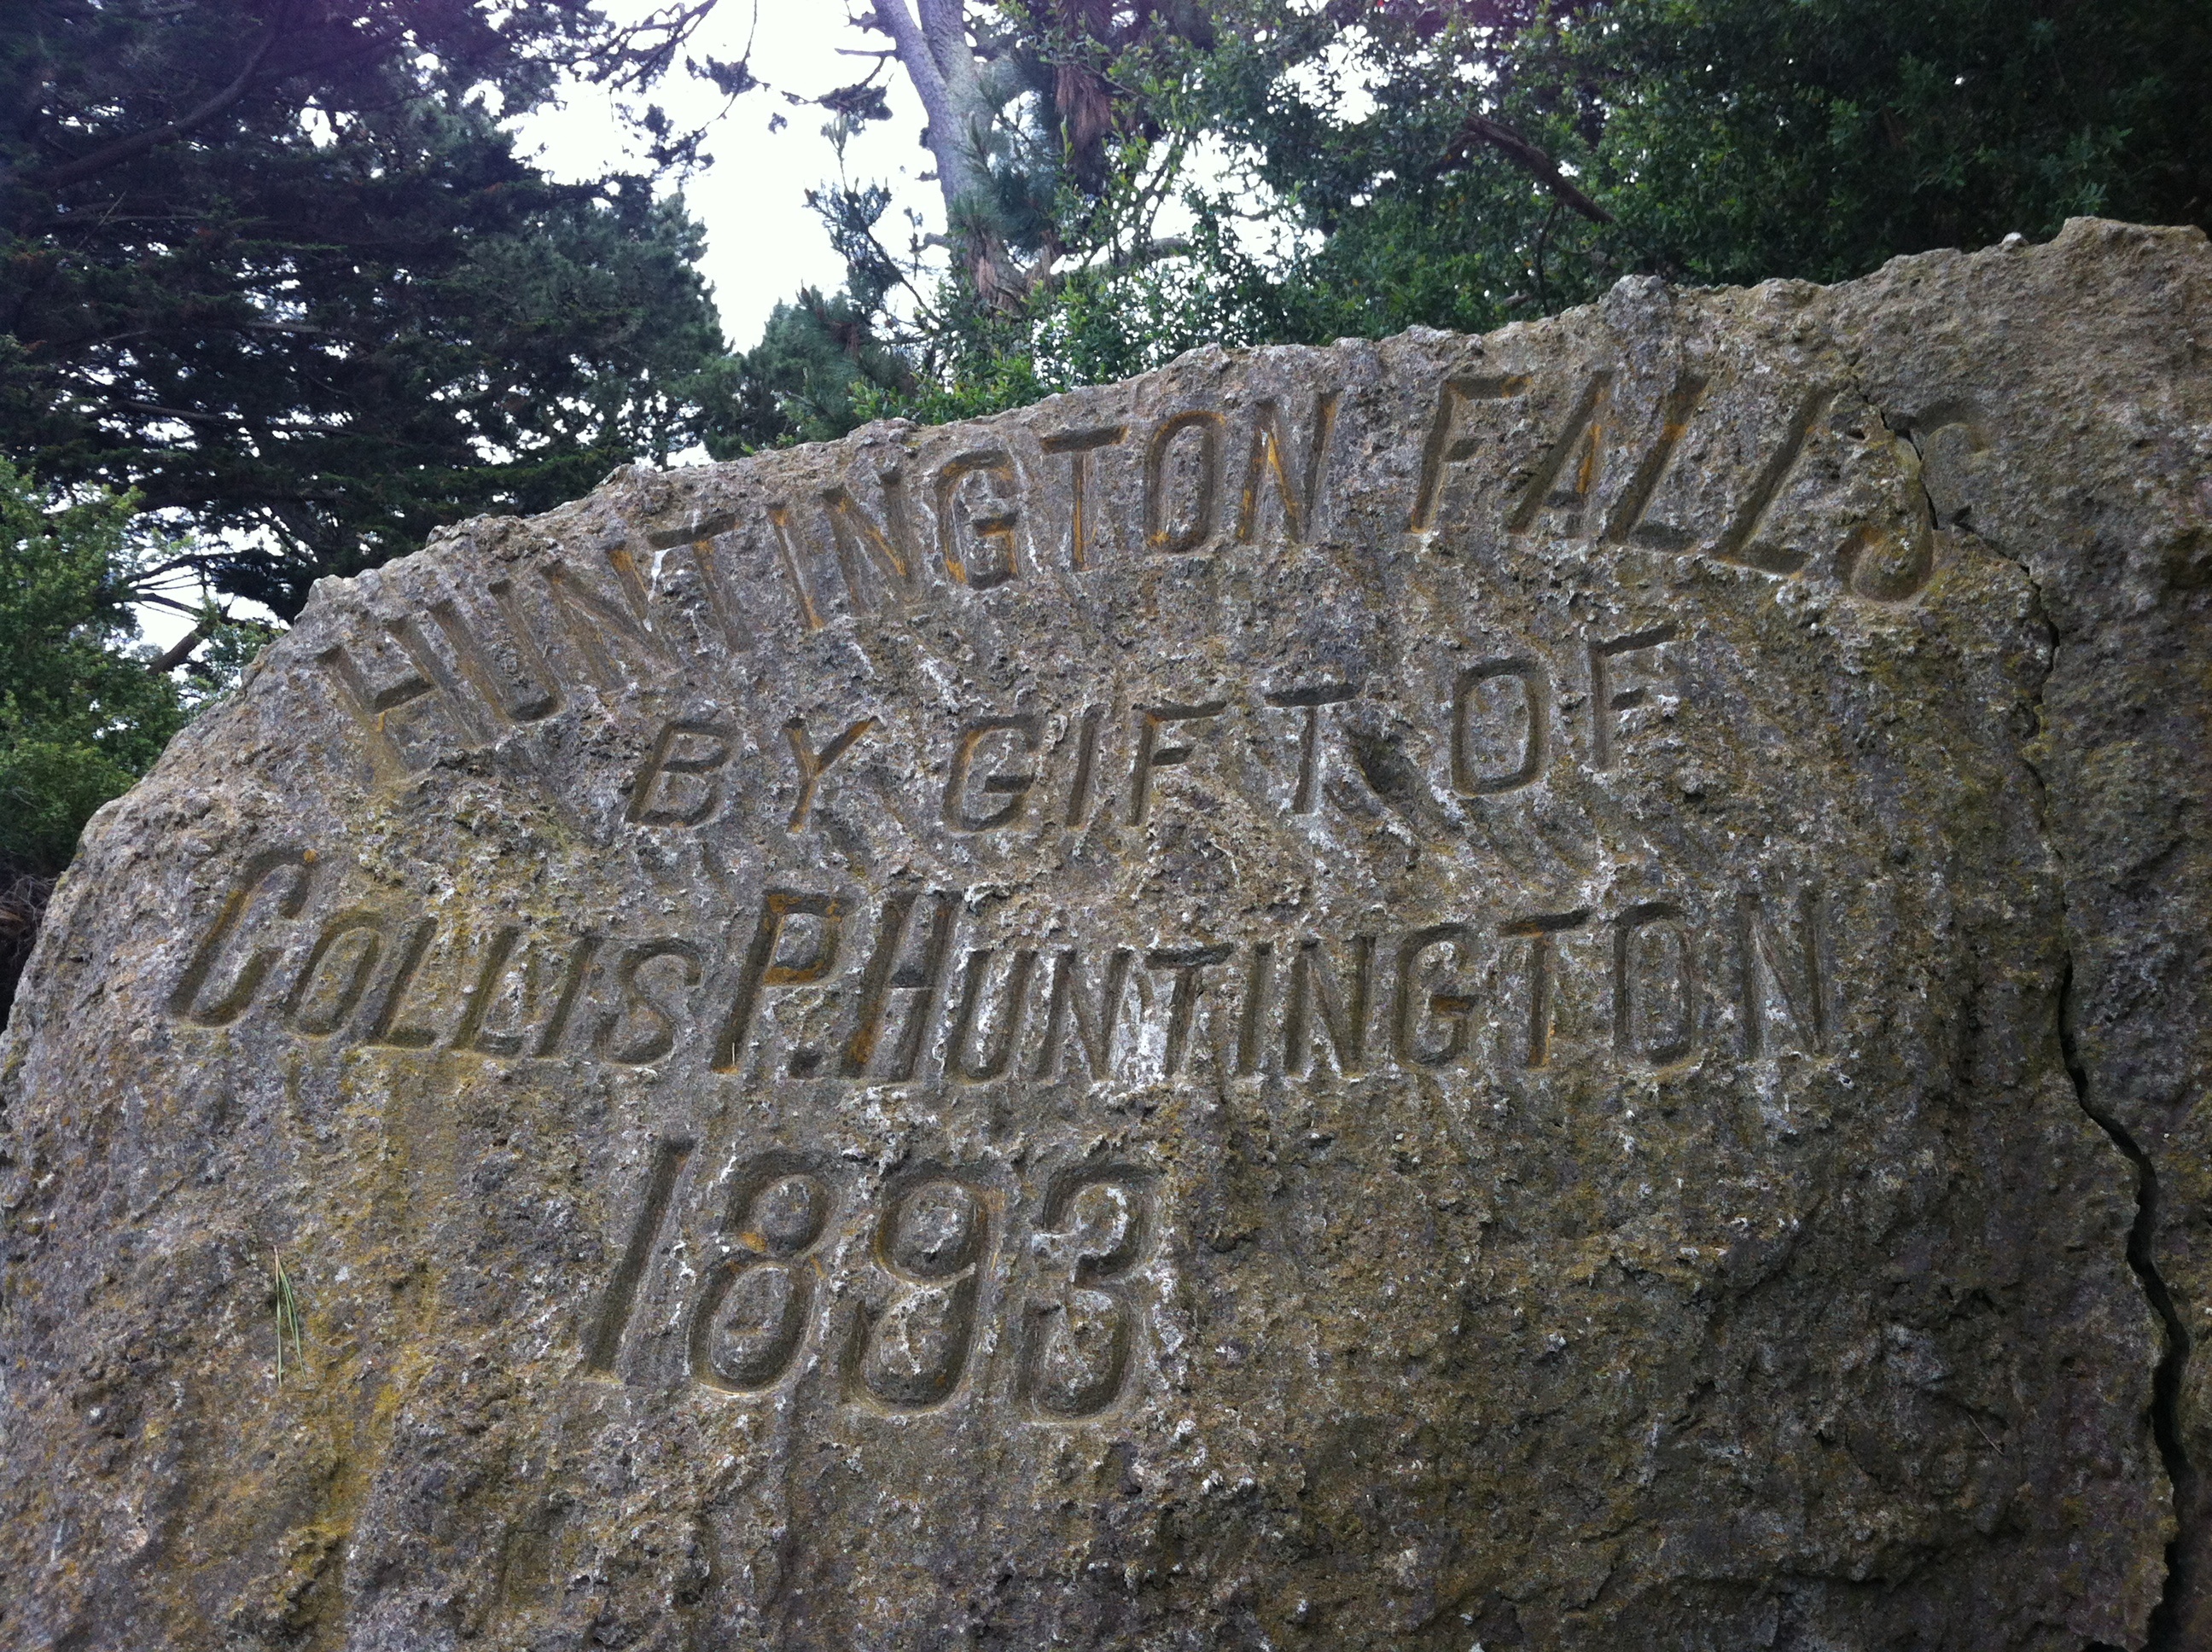 HUNTINGTON FALLS
BY GIFT OF
COLLIS P. HUNTINGTON
1893